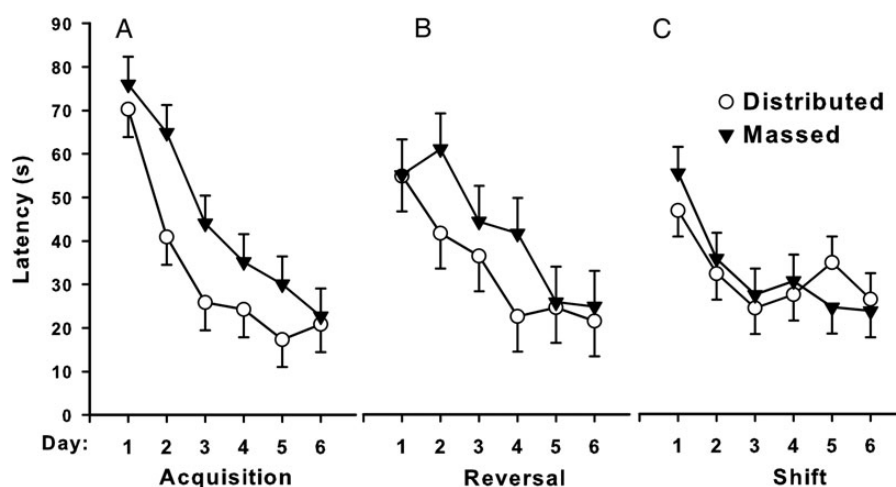 A
B
C
90
80
70
60
50
40
30
20
10
0
Latency (s)
Distributed
Massed
Day: 1 2 3 4 5 6
1 2 3 4 5 6
1 2 3 4 5 6
Acquisition
Reversal
Shift